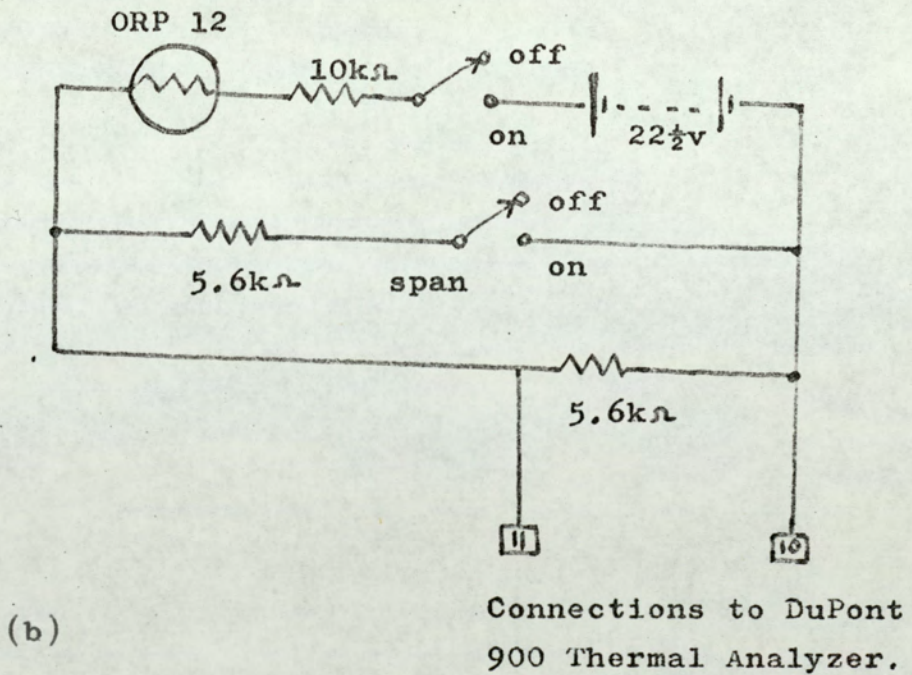 ORP 12
10kΩ
off
on
22½v
5.6kΩ
span
off
on
5.6kΩ
11
10
(b)
Connections to DuPont
900 Thermal Analyzer.